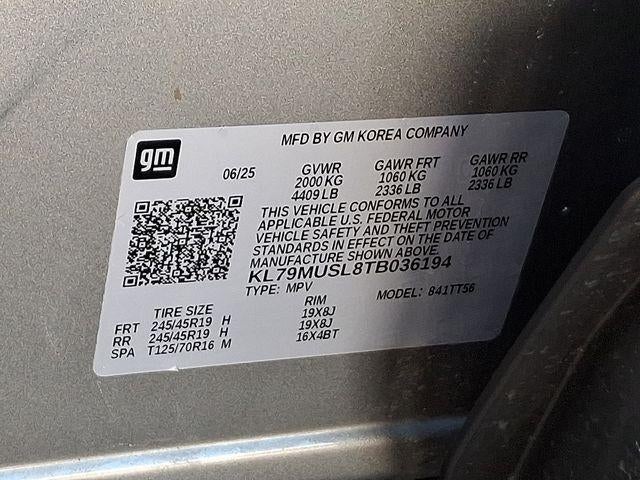 gm
MFD BY GM KOREA COMPANY
06/25
GVWR GAWR FRT GAWR RR
2000 KG 1060 KG 1060 KG
4409 LB 2336 LB 2336 LB
THIS VEHICLE CONFORMS TO ALL
APPLICABLE U.S. FEDERAL MOTOR
VEHICLE SAFETY AND THEFT PREVENTION
STANDARDS IN EFFECT ON THE DATE OF
MANUFACTURE SHOWN ABOVE.
KL79MUSL8TB036194
TYPE: MPV MODEL: 841TT56
TIRE SIZE RIM
FRT 245/45R19 H 19X8J
RR 245/45R19 H 19X8J
SPA T125/70R16 M 16X4BT